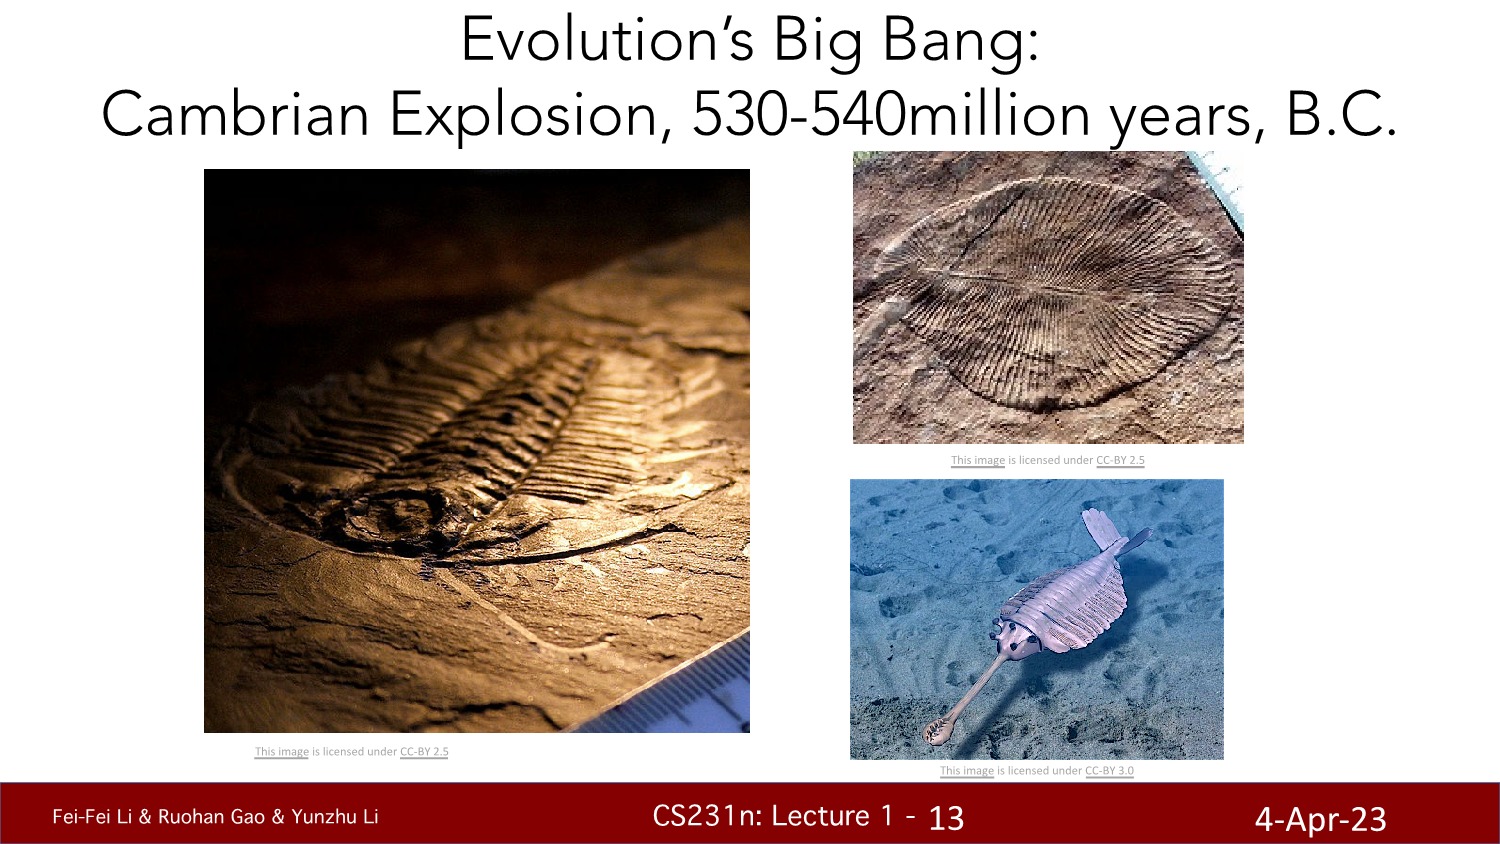 Evolution’s Big Bang:
Cambrian Explosion, 530-540million years, B.C.
This image is licensed under CC-BY 2.5
This image is licensed under CC-BY 2.5
This image is licensed under CC-BY 3.0
Fei-Fei Li & Ruohan Gao & Yunzhu Li
CS231n: Lecture 1 - 13
4-Apr-23